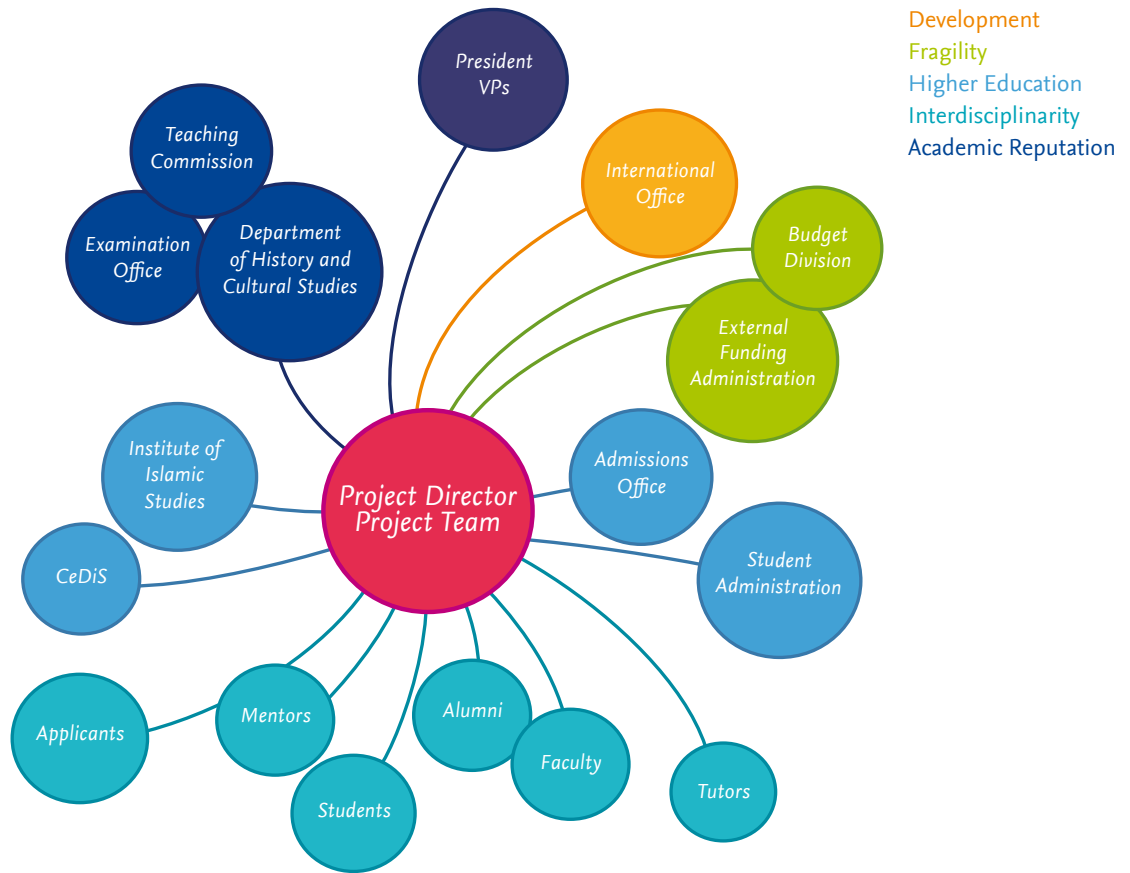 Development
Fragility
Higher Education
Interdisciplinarity
Academic Reputation
President
VPs
Teaching
Commission
International
Office
Examination
Office
Department
of History and
Cultural Studies
Budget
Division
External
Funding
Administration
Institute of
Islamic
Studies
Admissions
Office
Project Director
Project Team
CeDiS
Student
Administration
Applicants
Mentors
Alumni
Faculty
Students
Tutors